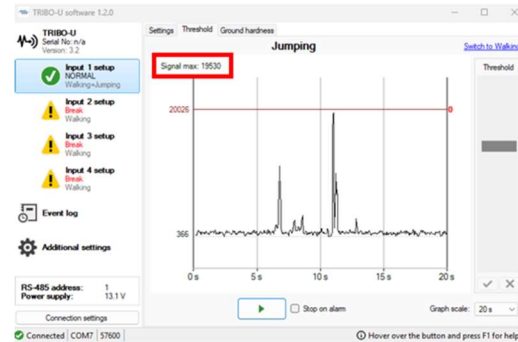 TRIBO-U software 1.2.0
TRIBO-U
Serial No: n/a
Version: 3.2
Input 1 setup
NORMAL
Walking+Jumping
Input 2 setup
Break
Walking
Input 3 setup
Break
Walking
Input 4 setup
Break
Walking
Event log
Additional settings
RS-485 address: 1
Power supply: 13.1 V
Connection settings
Settings Threshold Ground hardness
Jumping
Switch to Walking
Signal max: 19530
Threshold
20026
0
366
0 s 5 s 10 s 15 s 20 s
Stop on alarm
Graph scale: 20 s
Connected COM7 57600
Hover over the button and press F1 for help